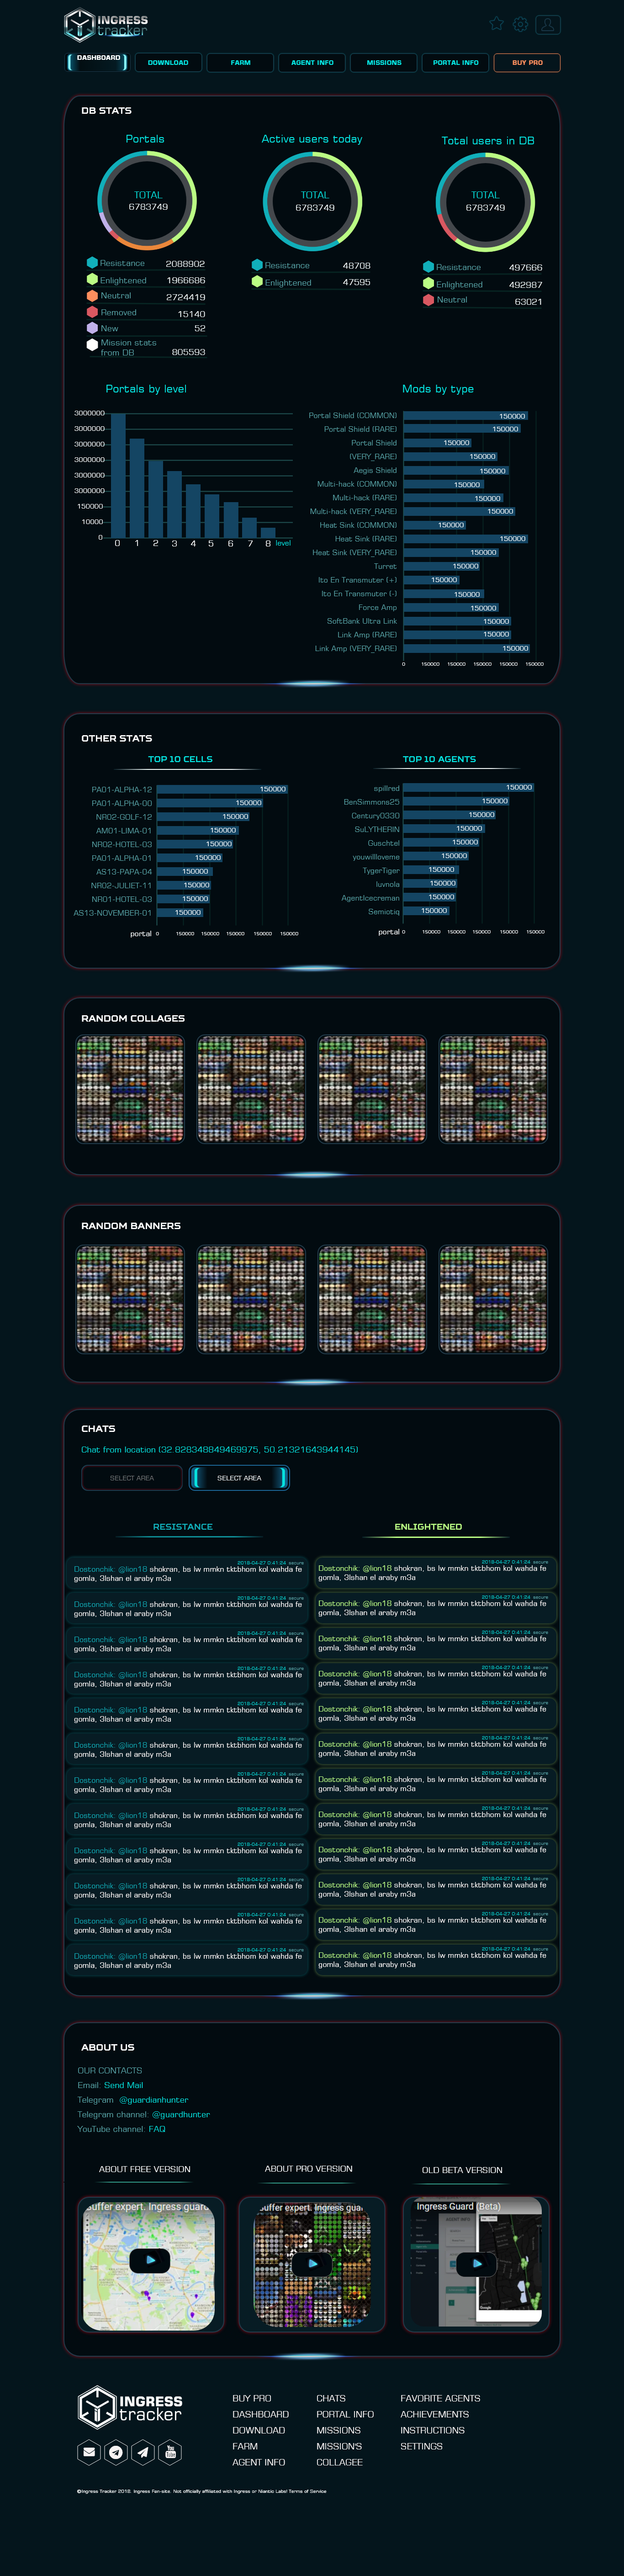 INGRESS
tracker
DASHBOARD
DOWNLOAD
FARM
AGENT INFO
MISSIONS
PORTAL INFO
BUY PRO
DB STATS
Portals
TOTAL
6783749
Resistance 2088902
Enlightened 1966686
Neutral 2724419
Removed 15140
New 52
Mission stats
from DB 805593
Active users today
TOTAL
6783749
Resistance 48708
Enlightened 47595
Total users in DB
TOTAL
6783749
Resistance 497666
Enlightened 492987
Neutral 63021
Portals by level
3000000
3000000
3000000
3000000
3000000
3000000
150000
10000
0
0 1 2 3 4 5 6 7 8 level
Mods by type
Portal Shield (COMMON) 150000
Portal Shield (RARE) 150000
Portal Shield 150000
(VERY_RARE) 150000
Aegis Shield 150000
Multi-hack (COMMON) 150000
Multi-hack (RARE) 150000
Multi-hack (VERY_RARE) 150000
Heat Sink (COMMON) 150000
Heat Sink (RARE) 150000
Heat Sink (VERY_RARE) 150000
Turret 150000
Ito En Transmuter (+) 150000
Ito En Transmuter (-) 150000
Force Amp 150000
SoftBank Ultra Link 150000
Link Amp (RARE) 150000
Link Amp (VERY_RARE) 150000
0 150000 150000 150000 150000 150000
OTHER STATS
TOP 10 CELLS
PA01-ALPHA-12 150000
PA01-ALPHA-00 150000
NR02-GOLF-12 150000
AM01-LIMA-01 150000
NR02-HOTEL-03 150000
PA01-ALPHA-01 150000
AS13-PAPA-04 150000
NR02-JULIET-11 150000
NR01-HOTEL-03 150000
AS13-NOVEMBER-01 150000
portal 0 150000 150000 150000 150000 150000
TOP 10 AGENTS
spillred 150000
BenSimmons25 150000
Century0330 150000
SuLYTHERIN 150000
Guschtel 150000
youwillloveme 150000
TygerTiger 150000
luvnola 150000
AgentIcecreman 150000
Semiotiq 150000
portal 0 150000 150000 150000 150000 150000
RANDOM COLLAGES
RANDOM BANNERS
CHATS
Chat from location (32.828348849469975, 50.21321643944145)
SELECT AREA
SELECT AREA
RESISTANCE
2018-04-27 0:41:24 secure
Dostonchik: @lion18 shokran, bs lw mmkn tktbhom kol wahda fe
gomla, 3lshan el araby m3a
2018-04-27 0:41:24 secure
Dostonchik: @lion18 shokran, bs lw mmkn tktbhom kol wahda fe
gomla, 3lshan el araby m3a
2018-04-27 0:41:24 secure
Dostonchik: @lion18 shokran, bs lw mmkn tktbhom kol wahda fe
gomla, 3lshan el araby m3a
2018-04-27 0:41:24 secure
Dostonchik: @lion18 shokran, bs lw mmkn tktbhom kol wahda fe
gomla, 3lshan el araby m3a
2018-04-27 0:41:24 secure
Dostonchik: @lion18 shokran, bs lw mmkn tktbhom kol wahda fe
gomla, 3lshan el araby m3a
2018-04-27 0:41:24 secure
Dostonchik: @lion18 shokran, bs lw mmkn tktbhom kol wahda fe
gomla, 3lshan el araby m3a
2018-04-27 0:41:24 secure
Dostonchik: @lion18 shokran, bs lw mmkn tktbhom kol wahda fe
gomla, 3lshan el araby m3a
2018-04-27 0:41:24 secure
Dostonchik: @lion18 shokran, bs lw mmkn tktbhom kol wahda fe
gomla, 3lshan el araby m3a
2018-04-27 0:41:24 secure
Dostonchik: @lion18 shokran, bs lw mmkn tktbhom kol wahda fe
gomla, 3lshan el araby m3a
2018-04-27 0:41:24 secure
Dostonchik: @lion18 shokran, bs lw mmkn tktbhom kol wahda fe
gomla, 3lshan el araby m3a
2018-04-27 0:41:24 secure
Dostonchik: @lion18 shokran, bs lw mmkn tktbhom kol wahda fe
gomla, 3lshan el araby m3a
2018-04-27 0:41:24 secure
Dostonchik: @lion18 shokran, bs lw mmkn tktbhom kol wahda fe
gomla, 3lshan el araby m3a
ENLIGHTENED
2018-04-27 0:41:24 secure
Dostonchik: @lion18 shokran, bs lw mmkn tktbhom kol wahda fe
gomla, 3lshan el araby m3a
2018-04-27 0:41:24 secure
Dostonchik: @lion18 shokran, bs lw mmkn tktbhom kol wahda fe
gomla, 3lshan el araby m3a
2018-04-27 0:41:24 secure
Dostonchik: @lion18 shokran, bs lw mmkn tktbhom kol wahda fe
gomla, 3lshan el araby m3a
2018-04-27 0:41:24 secure
Dostonchik: @lion18 shokran, bs lw mmkn tktbhom kol wahda fe
gomla, 3lshan el araby m3a
2018-04-27 0:41:24 secure
Dostonchik: @lion18 shokran, bs lw mmkn tktbhom kol wahda fe
gomla, 3lshan el araby m3a
2018-04-27 0:41:24 secure
Dostonchik: @lion18 shokran, bs lw mmkn tktbhom kol wahda fe
gomla, 3lshan el araby m3a
2018-04-27 0:41:24 secure
Dostonchik: @lion18 shokran, bs lw mmkn tktbhom kol wahda fe
gomla, 3lshan el araby m3a
2018-04-27 0:41:24 secure
Dostonchik: @lion18 shokran, bs lw mmkn tktbhom kol wahda fe
gomla, 3lshan el araby m3a
2018-04-27 0:41:24 secure
Dostonchik: @lion18 shokran, bs lw mmkn tktbhom kol wahda fe
gomla, 3lshan el araby m3a
2018-04-27 0:41:24 secure
Dostonchik: @lion18 shokran, bs lw mmkn tktbhom kol wahda fe
gomla, 3lshan el araby m3a
2018-04-27 0:41:24 secure
Dostonchik: @lion18 shokran, bs lw mmkn tktbhom kol wahda fe
gomla, 3lshan el araby m3a
2018-04-27 0:41:24 secure
Dostonchik: @lion18 shokran, bs lw mmkn tktbhom kol wahda fe
gomla, 3lshan el araby m3a
ABOUT US
OUR CONTACTS
Email: Send Mail
Telegram: @guardianhunter
Telegram channel: @guardhunter
YouTube channel: FAQ
ABOUT FREE VERSION
Suffer expert. Ingress guard
ABOUT PRO VERSION
Suffer expert. Ingress gua
OLD BETA VERSION
Ingress Guard (Beta)
INGRESS
tracker
You
Tube
BUY PRO
DASHBOARD
DOWNLOAD
FARM
AGENT INFO
CHATS
PORTAL INFO
MISSIONS
MISSION'S
COLLAGEE
FAVORITE AGENTS
ACHIEVEMENTS
INSTRUCTIONS
SETTINGS
©Ingress Tracker 2018. Ingress Fan-site. Not officially affiliated with Ingress or Niantic Labs! Terms of Service